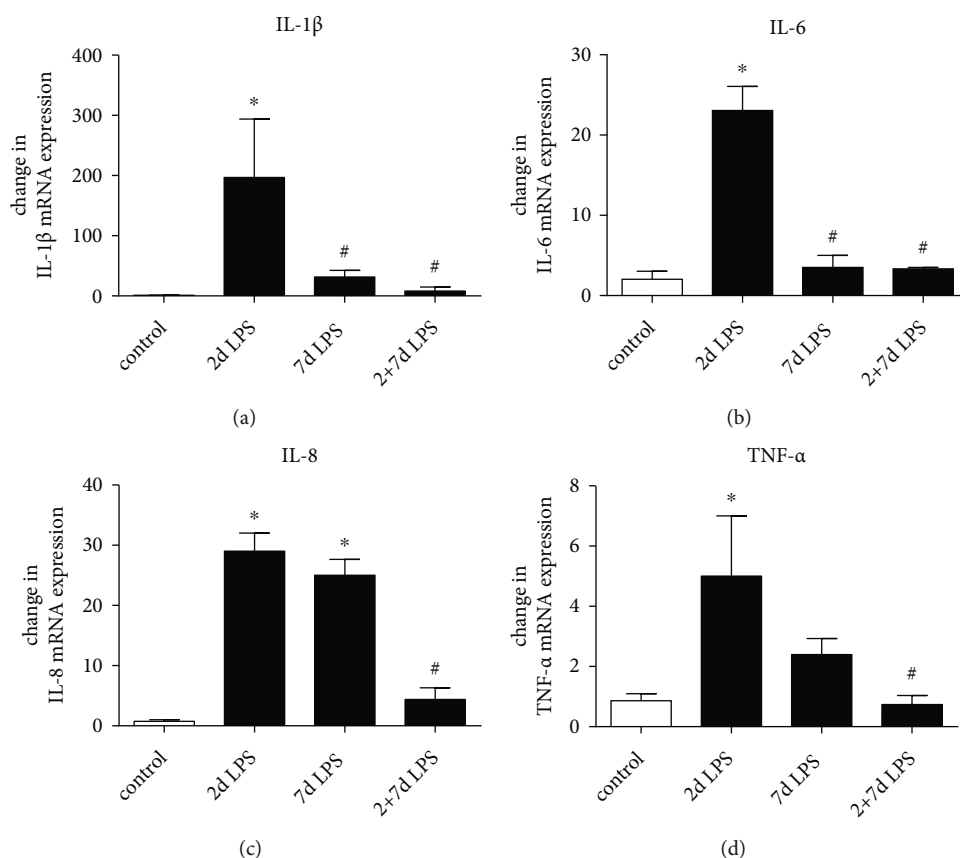 IL-1β
change in
IL-1β mRNA expression
400
300
200
100
0
*
#
#
control
2d LPS
7d LPS
2+7d LPS
(a)
IL-6
change in
IL-6 mRNA expression
30
20
10
0
*
#
#
control
2d LPS
7d LPS
2+7d LPS
(b)
IL-8
change in
IL-8 mRNA expression
40
30
20
10
0
*
*
#
control
2d LPS
7d LPS
2+7d LPS
(c)
TNF-α
change in
TNF-α mRNA expression
8
6
4
2
0
*
#
control
2d LPS
7d LPS
2+7d LPS
(d)